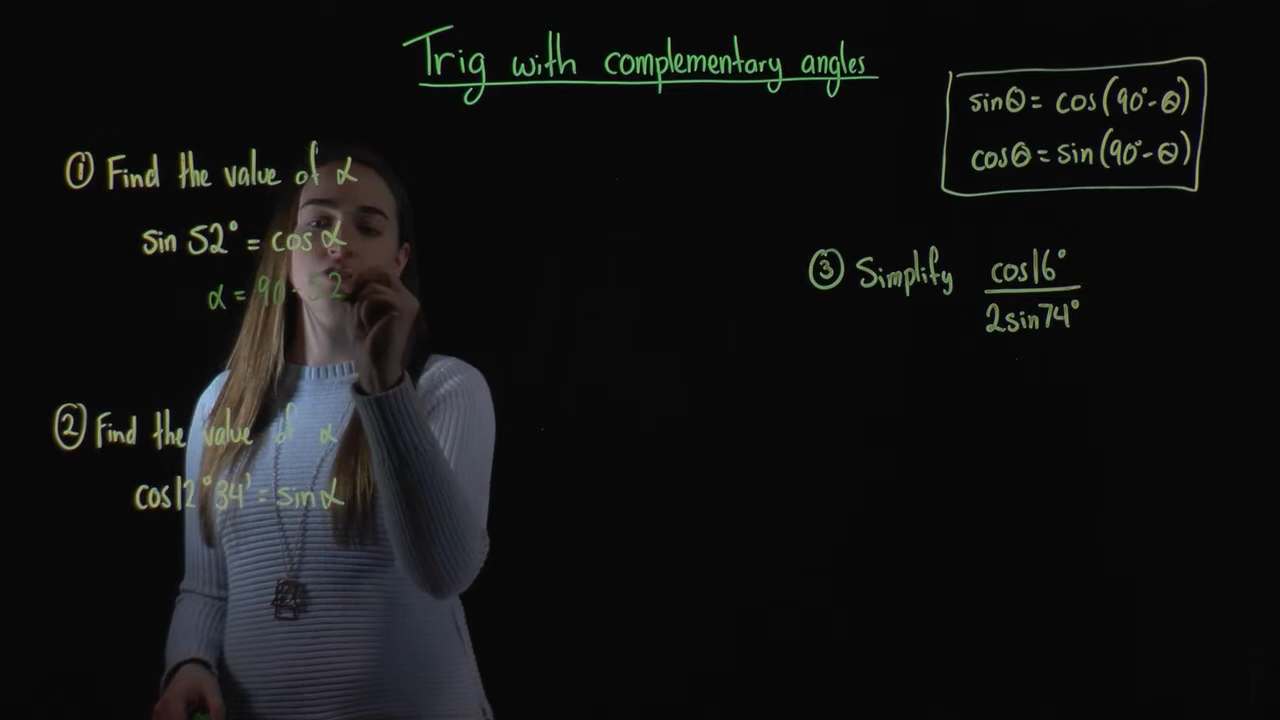 Trig with complementary angles
sinθ = cos(90°-θ)
cosθ = sin(90°-θ)
① Find the value of α
sin 52° = cos α
α = 90 - 52
② Find the value of α
cos12°34' = sin α
③ Simplify cos16° / 2sin74°